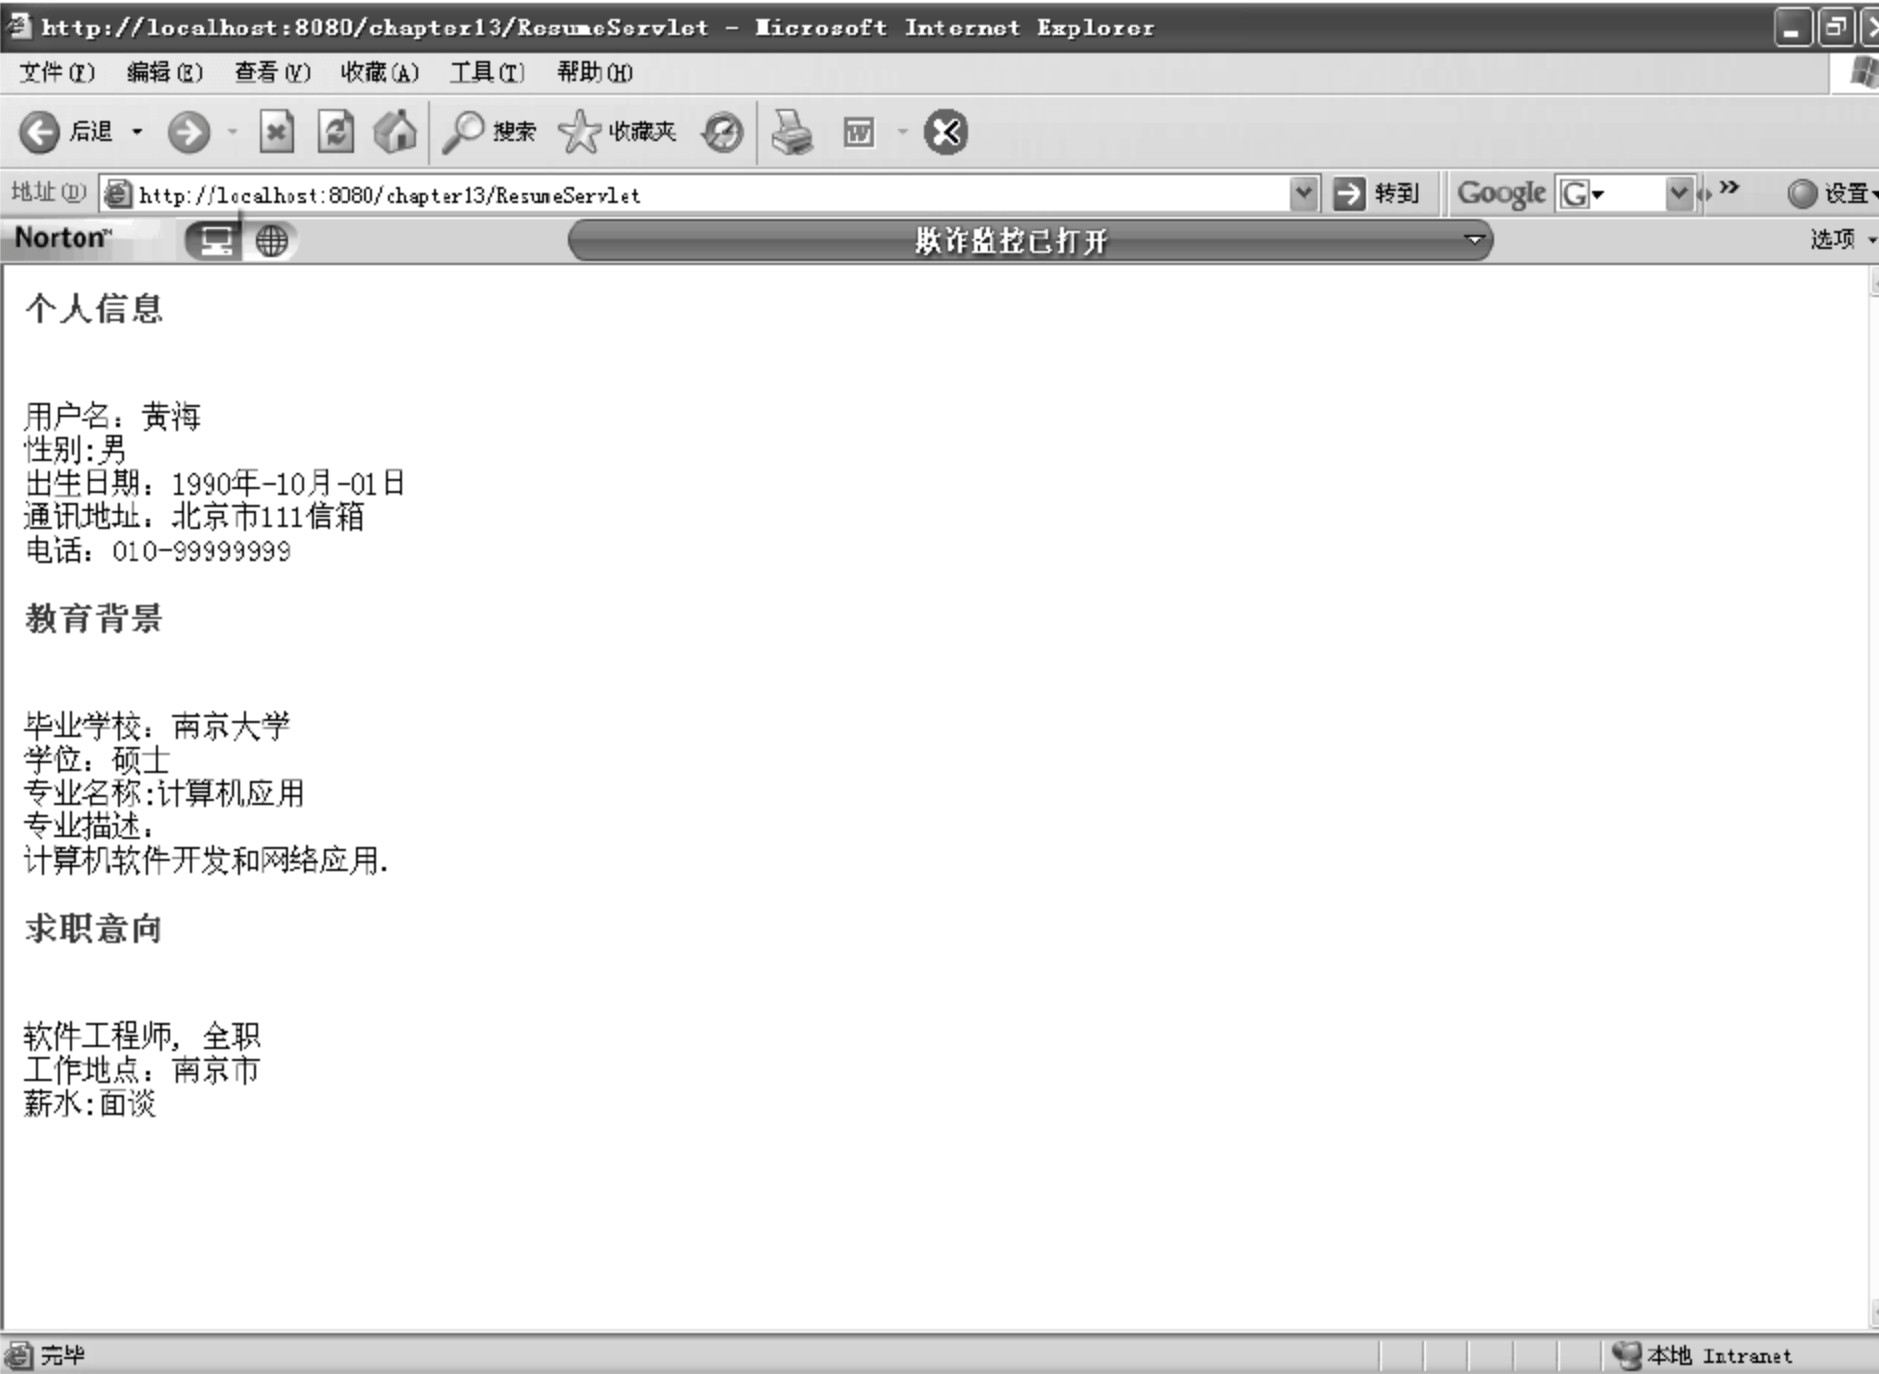 http://localhost:8080/chapter13/ResumeServlet - Microsoft Internet Explorer
文件(F) 编辑(E) 查看(V) 收藏(A) 工具(T) 帮助(H)
后退 搜索 收藏夹
地址(D) http://localhost:8080/chapter13/ResumeServlet 转到 Google G 设置
Norton™ 欺诈监控已打开 选项
个人信息
用户名：黄海
性别:男
出生日期：1990年-10月-01日
通讯地址：北京市111信箱
电话：010-99999999
教育背景
毕业学校：南京大学
学位：硕士
专业名称:计算机应用
专业描述：
计算机软件开发和网络应用.
求职意向
软件工程师，全职
工作地点：南京市
薪水:面谈
完毕 本地 Intranet